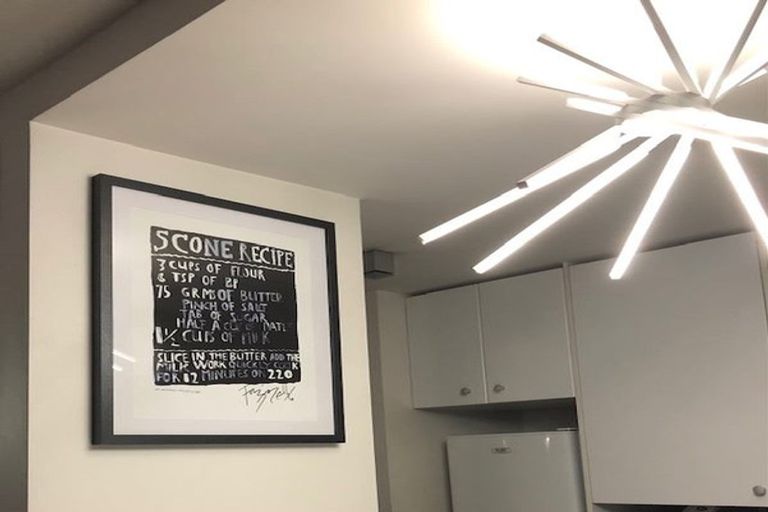 SCONE RECIPE
3 CUPS OF FLOUR
6 TSP OF BP
75 GRMS OF BUTTER
PINCH OF SALT
TAB OF SUGAR
HALF A CUP OF DATE
1½ CUPS OF MILK
SLICE IN THE BUTTER ADD THE
MILK WORK QUICKLY COOK
FOR 12 MINUTES ON 220